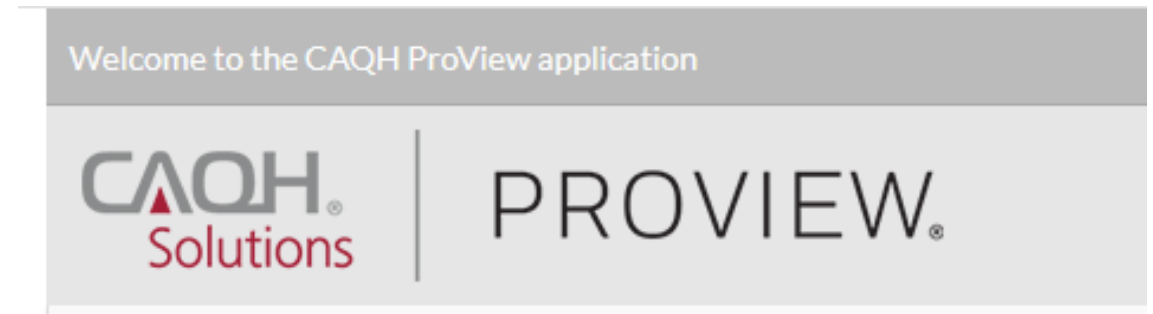 Welcome to the CAQH ProView application
CAQH®
Solutions
PROVIEW®